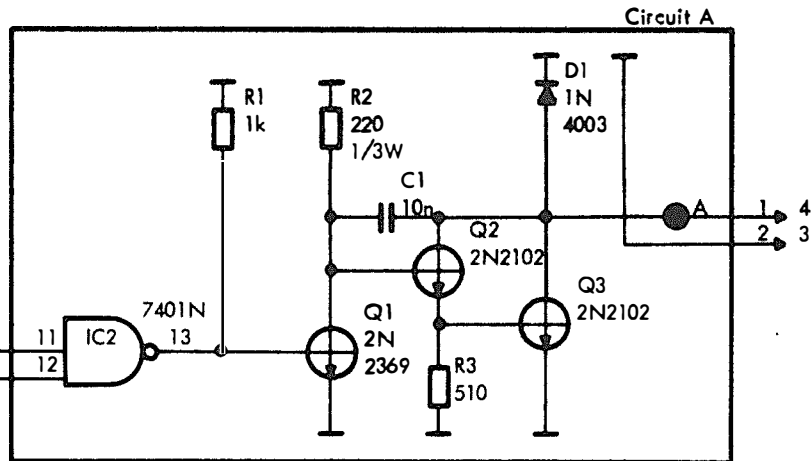 Circuit A
R1
1k
R2
220
1/3W
D1
1N
4003
C1
10n
A
1
4
2
3
Q2
2N2102
Q3
2N2102
7401N
Q1
2N
2369
11
12
IC2
13
R3
510